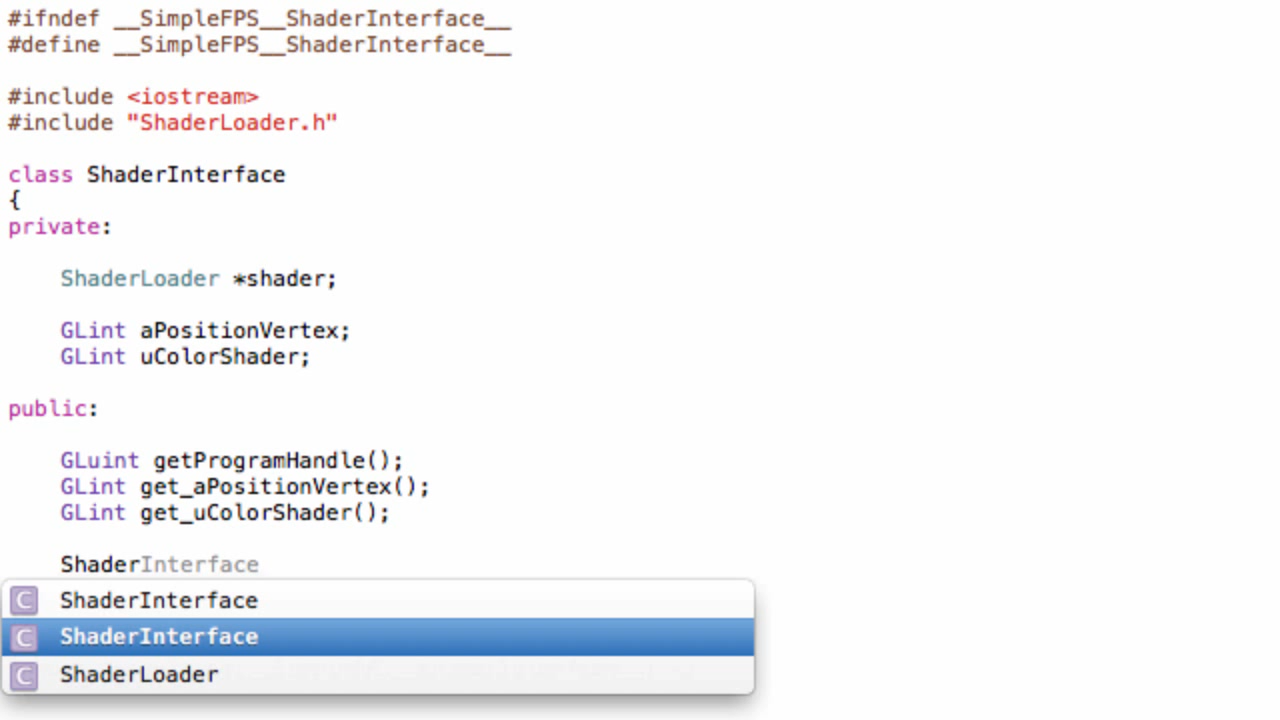 #ifndef __SimpleFPS__ShaderInterface__
#define __SimpleFPS__ShaderInterface__
#include <iostream>
#include "ShaderLoader.h"
class ShaderInterface
{
private:
ShaderLoader *shader;
GLint aPositionVertex;
GLint uColorShader;
public:
GLuint getProgramHandle();
GLint get_aPositionVertex();
GLint get_uColorShader();
ShaderInterface
C ShaderInterface
C ShaderInterface
C ShaderLoader